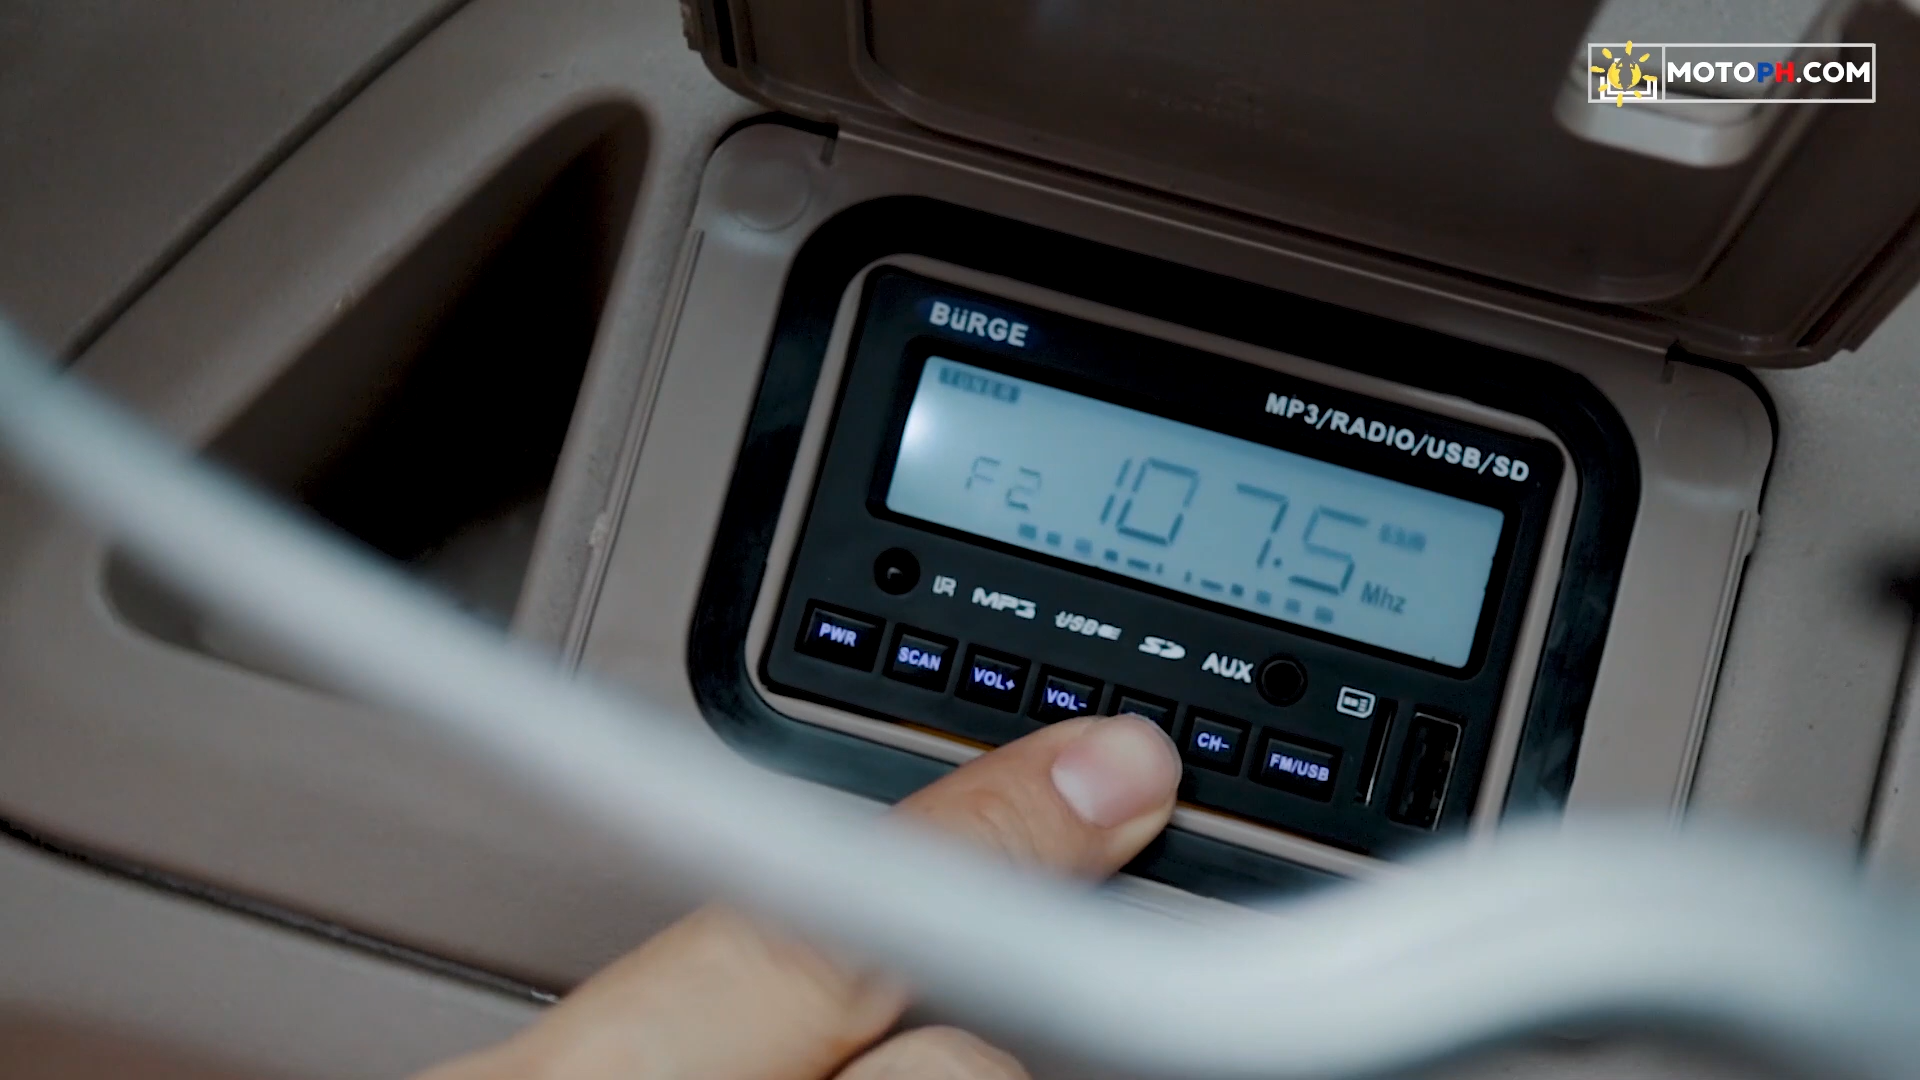 MOTOPH.COM
BüRGE
MP3/RADIO/USB/SD
TUNER
F2 107.5 Mhz
IR MP3 USB SD AUX
PWR SCAN VOL+ VOL- CH- FM/USB